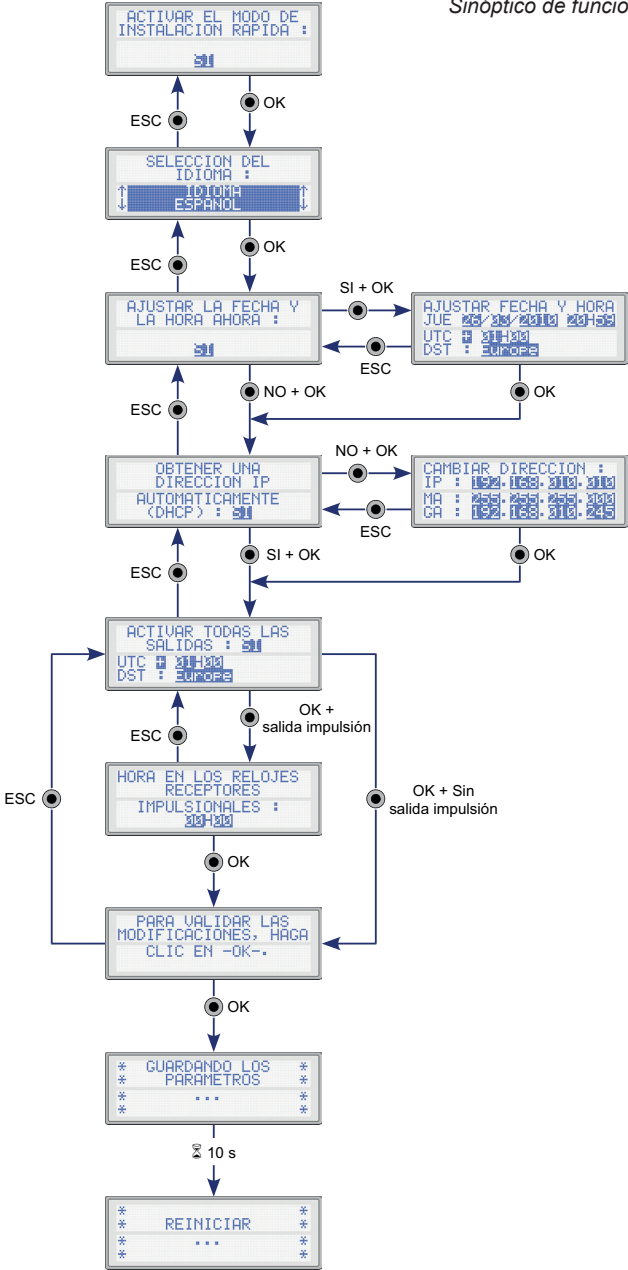 Sinóptico de funcio
ACTIVAR EL MODO DE
INSTALACION RAPIDA :
SI
ESC
OK
SELECCION DEL
IDIOMA :
↑ IDIOMA ↑
↓ ESPANOL ↓
ESC
OK
AJUSTAR LA FECHA Y
LA HORA AHORA :
SI
SI + OK
ESC
AJUSTAR FECHA Y HORA
JUE 26/03/2010 20H59
UTC + 01H00
DST : Europe
ESC
NO + OK
OK
OBTENER UNA
DIRECCION IP
AUTOMATICAMENTE
(DHCP) : SI
NO + OK
ESC
CAMBIAR DIRECCION :
IP : 192.168.010.010
MA : 255.255.255.000
GA : 192.168.010.245
ESC
SI + OK
OK
ACTIVAR TODAS LAS
SALIDAS : SI
UTC + 01H00
DST : Europe
ESC
OK +
salida impulsión
HORA EN LOS RELOJES
RECEPTORES
IMPULSIONALES :
00H00
ESC
OK + Sin
salida impulsión
OK
PARA VALIDAR LAS
MODIFICACIONES, HAGA
CLIC EN -OK-.
OK
* GUARDANDO LOS *
* PARAMETROS *
* ... *
* *
10 s
* *
* REINICIAR *
* ... *
* *